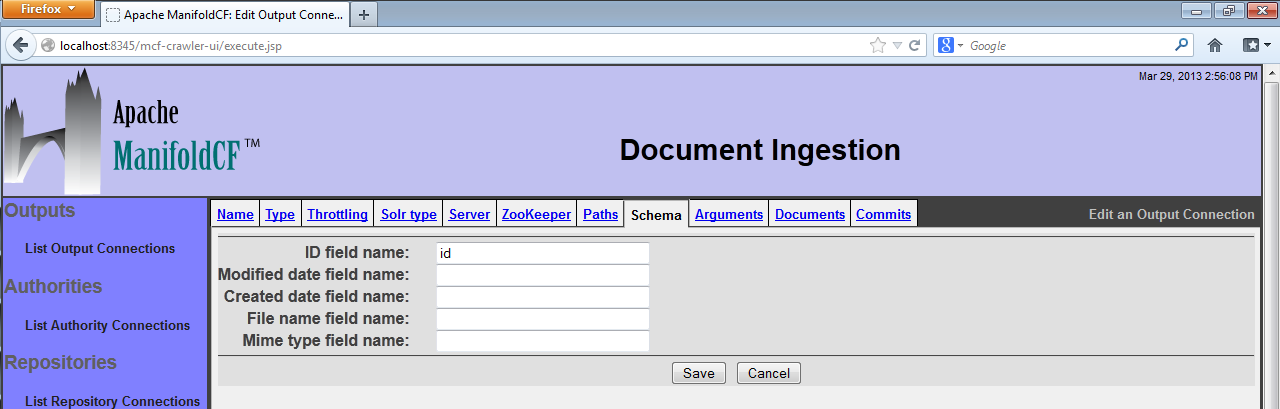 Firefox
Apache ManifoldCF: Edit Output Conne...
localhost:8345/mcf-crawler-ui/execute.jsp
Google
Mar 29, 2013 2:56:08 PM
Apache
ManifoldCF™
Document Ingestion
Outputs
List Output Connections
Authorities
List Authority Connections
Repositories
List Repository Connections
Name Type Throttling Solr type Server ZooKeeper Paths Schema Arguments Documents Commits Edit an Output Connection
ID field name: id
Modified date field name:
Created date field name:
File name field name:
Mime type field name:
Save Cancel